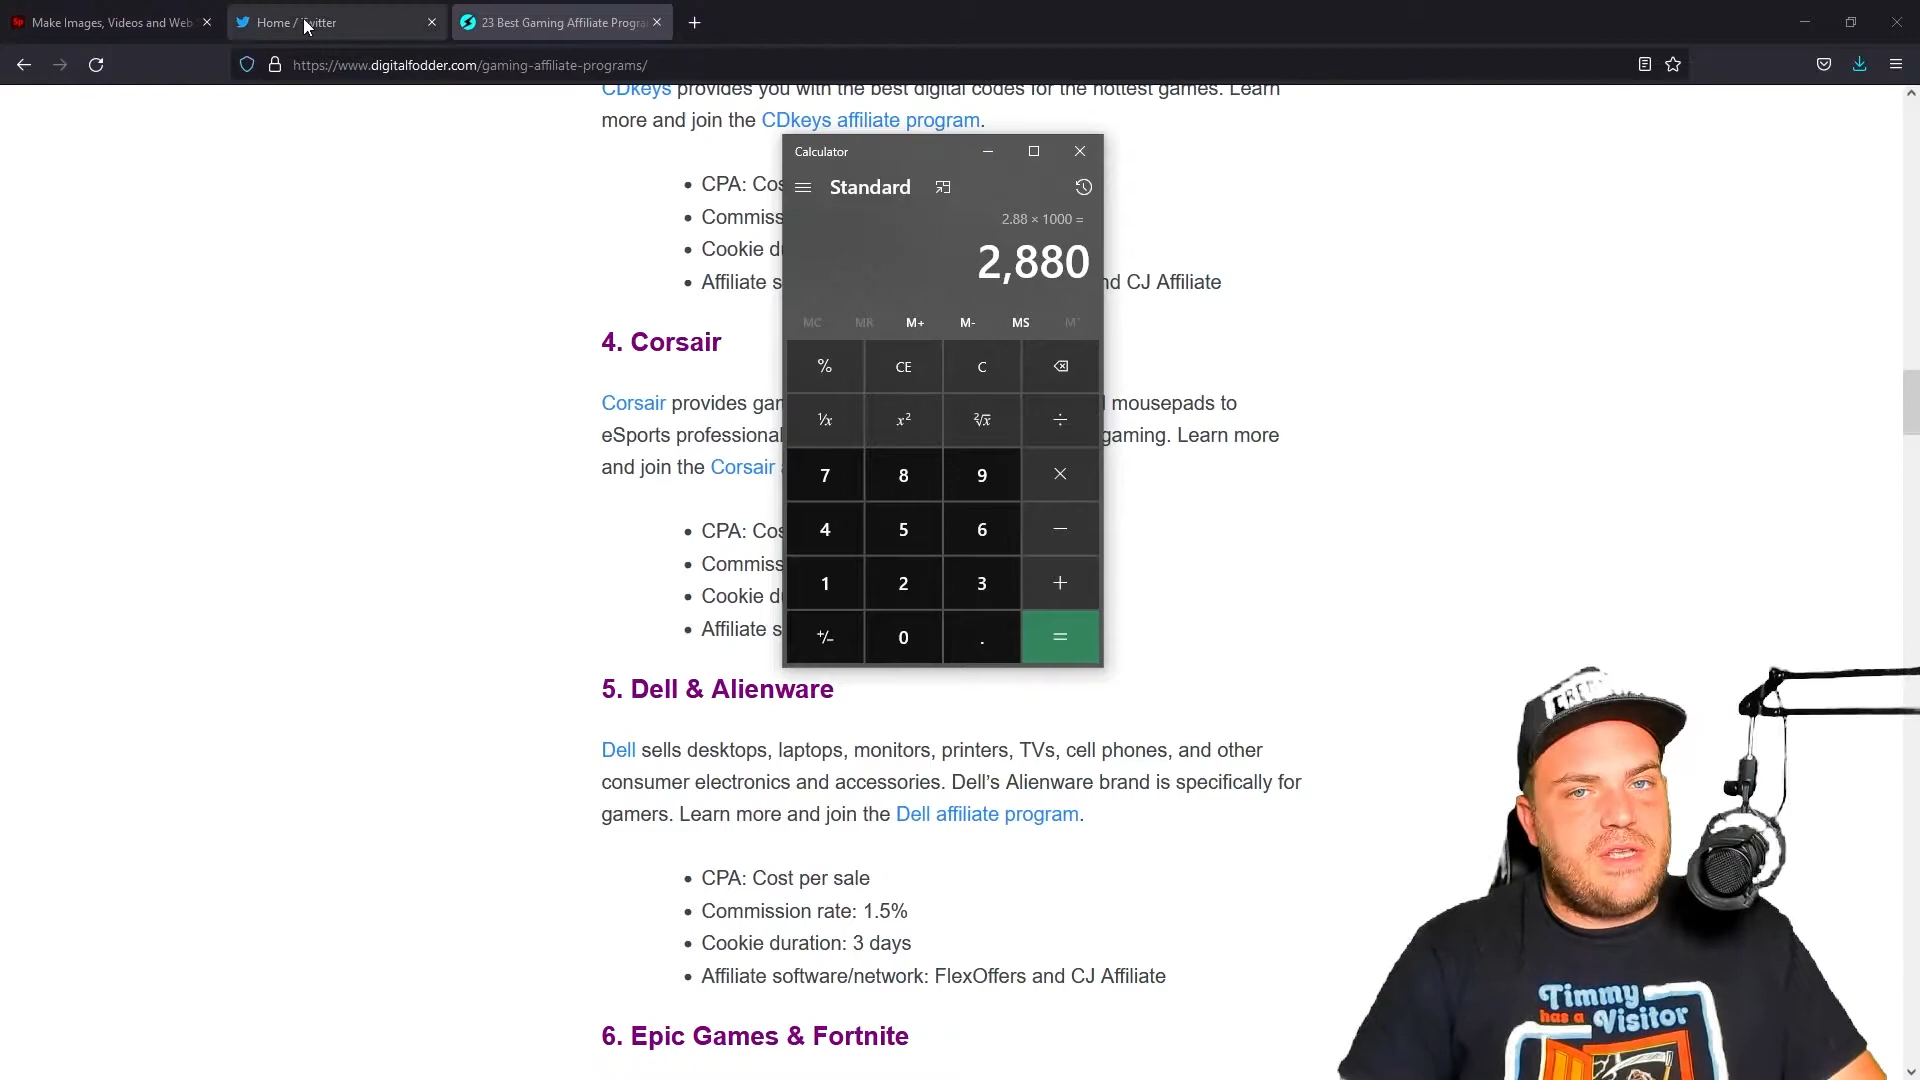 Make Images, Videos and Web
Home / Twitter
23 Best Gaming Affiliate Progra
https://www.digitalfodder.com/gaming-affiliate-programs/
CDkeys provides you with the best digital codes for the hottest games. Learn
more and join the CDkeys affiliate program.
CPA: Cos
Commiss
Cookie du
Affiliate s
nd CJ Affiliate
Calculator
Standard
2.88 × 1000 =
2,880
MC MR M+ M- MS M˅
% CE C
¹⁄x x² ²√x ÷
7 8 9 ×
4 5 6 −
1 2 3 +
+/− 0 . =
4. Corsair
Corsair provides gam
mousepads to
eSports professional
gaming. Learn more
and join the Corsair
CPA: Cos
Commiss
Cookie du
Affiliate s
5. Dell & Alienware
Dell sells desktops, laptops, monitors, printers, TVs, cell phones, and other
consumer electronics and accessories. Dell’s Alienware brand is specifically for
gamers. Learn more and join the Dell affiliate program.
CPA: Cost per sale
Commission rate: 1.5%
Cookie duration: 3 days
Affiliate software/network: FlexOffers and CJ Affiliate
6. Epic Games & Fortnite
Timmy
has a Visitor